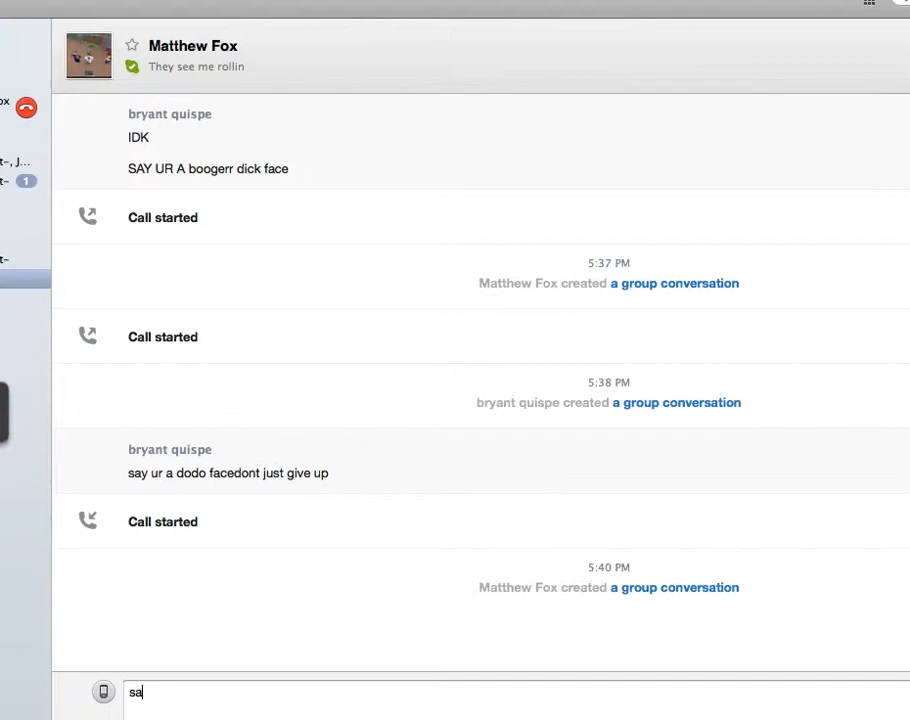 Matthew Fox
They see me rollin
ox
t-, J...
t- 1
t-
bryant quispe
IDK
SAY UR A boogerr dick face
Call started
5:37 PM
Matthew Fox created a group conversation
Call started
5:38 PM
bryant quispe created a group conversation
bryant quispe
say ur a dodo facedont just give up
Call started
5:40 PM
Matthew Fox created a group conversation
sa